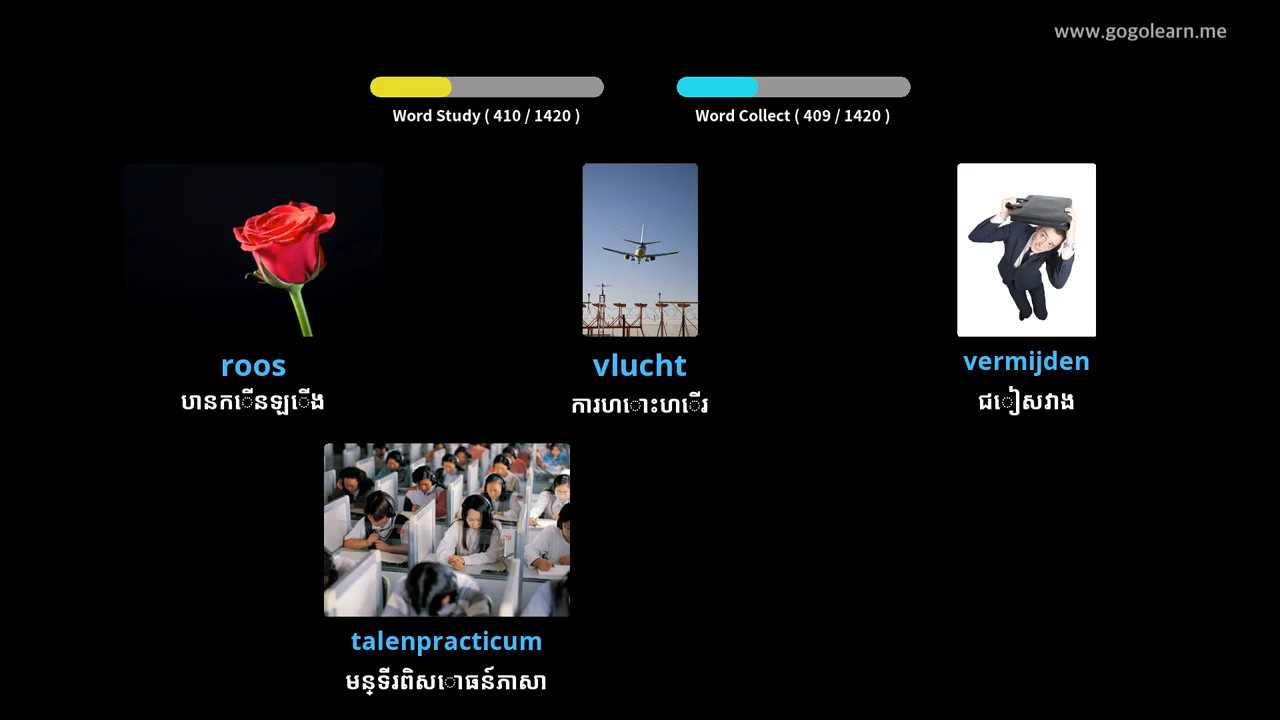 www.gogolearn.me
Word Study ( 410 / 1420 )
Word Collect ( 409 / 1420 )
roos
បានកើនឡើង
vlucht
ការហោះហើរ
vermijden
ជៀសវាង
talenpracticum
មន្ទីរពិសោធន៍ភាសា